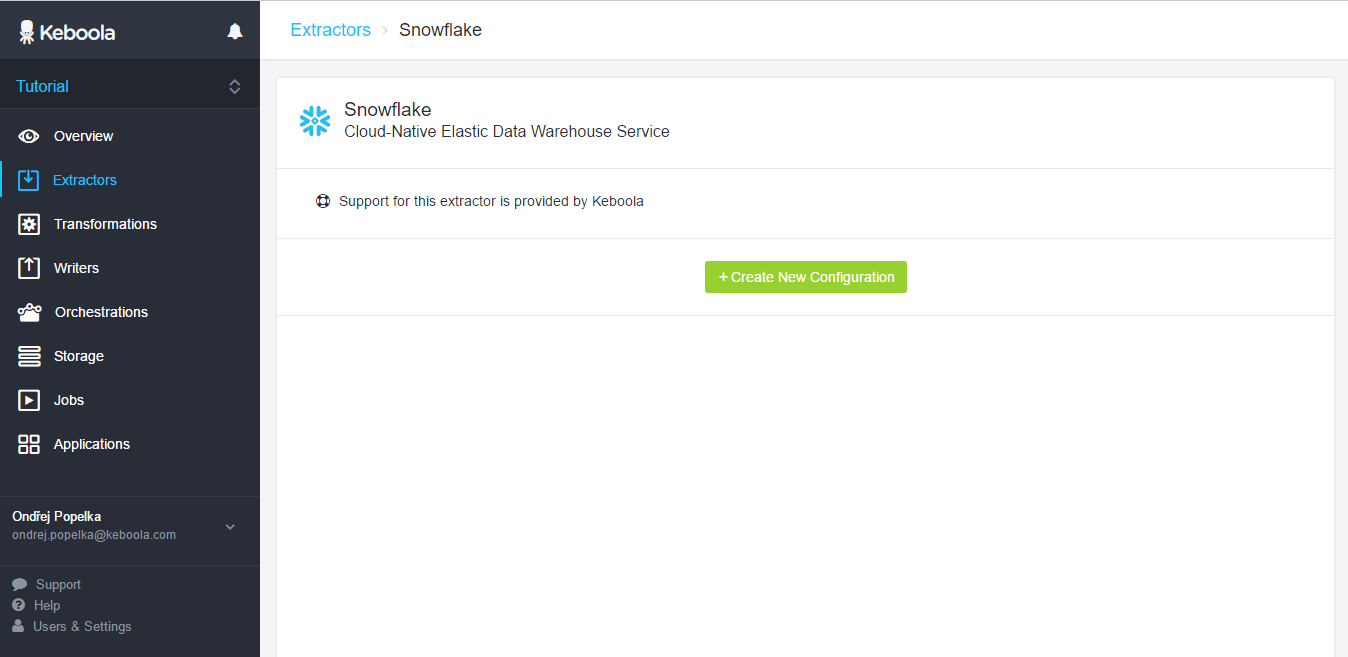 Keboola
Tutorial
Overview
Extractors
Transformations
Writers
Orchestrations
Storage
Jobs
Applications
Ondřej Popelka
ondrej.popelka@keboola.com
Support
Help
Users & Settings
Extractors > Snowflake
Snowflake
Cloud-Native Elastic Data Warehouse Service
Support for this extractor is provided by Keboola
+ Create New Configuration